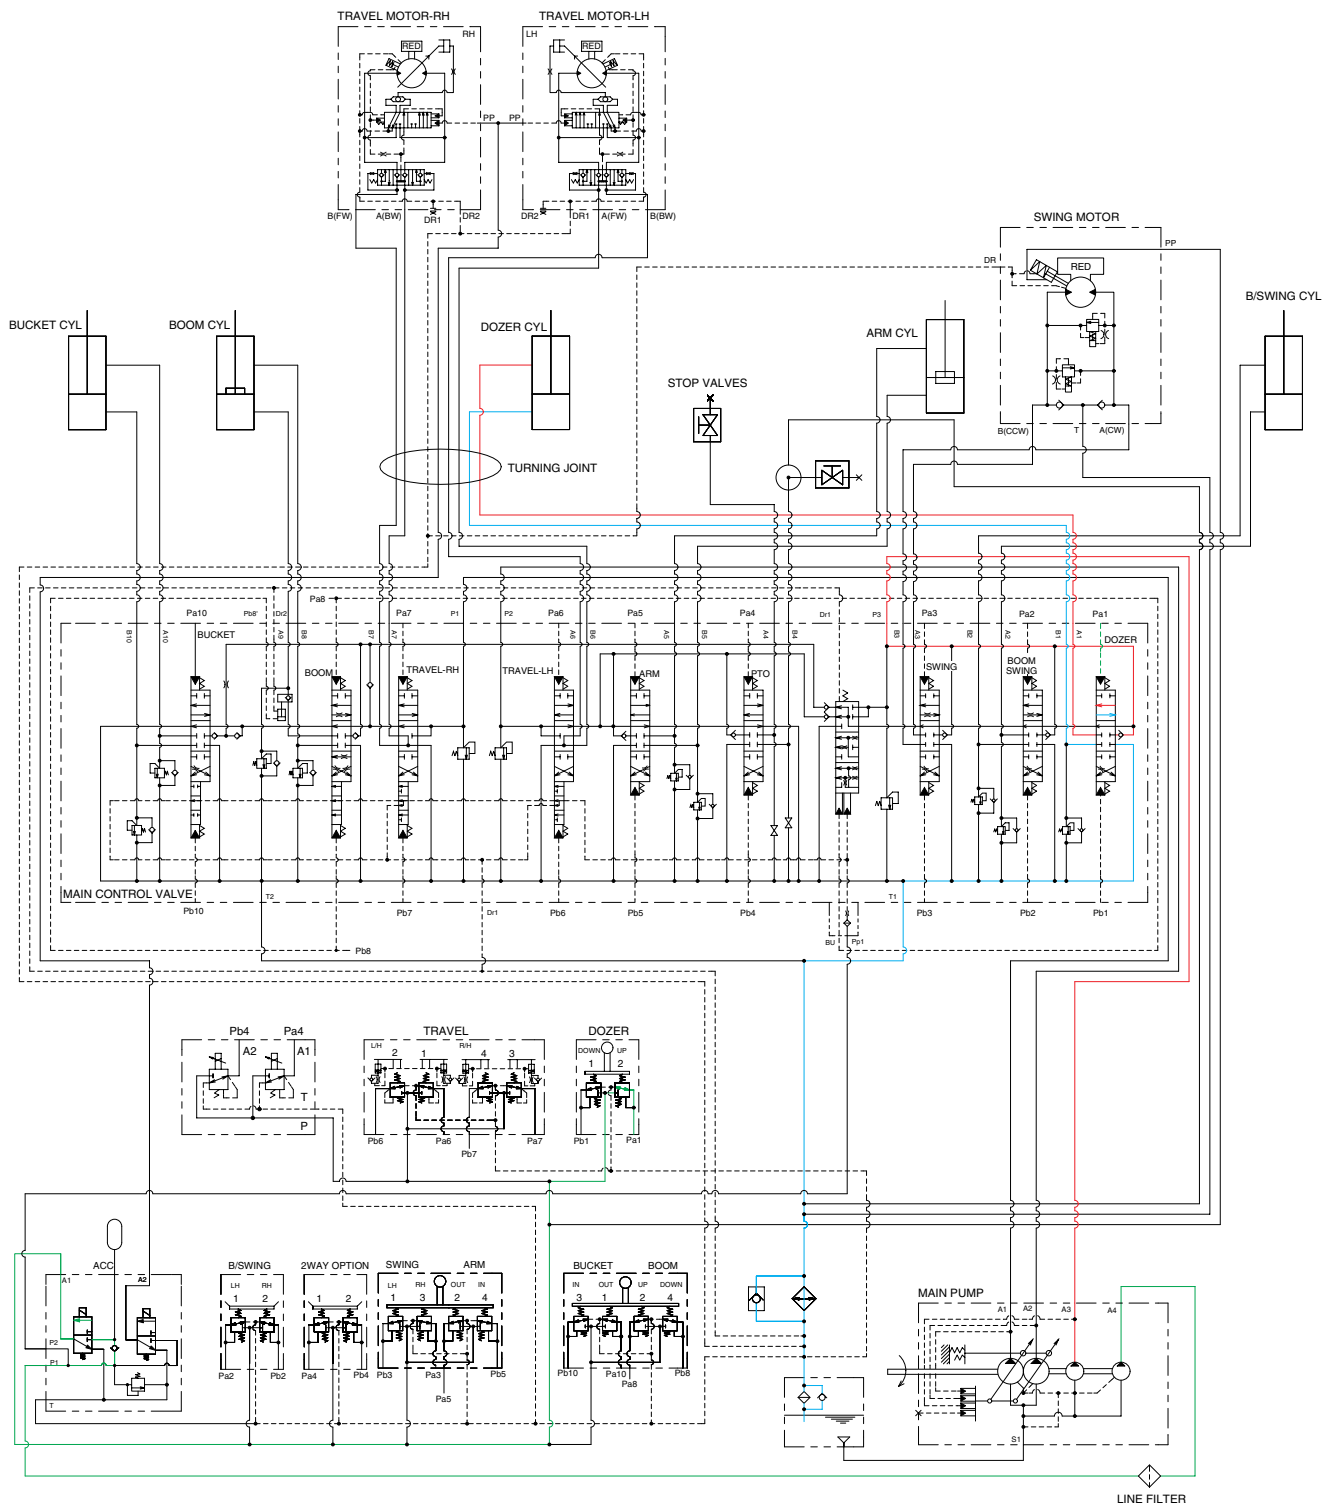 TRAVEL MOTOR-RH TRAVEL MOTOR-LH
RH LH
RED RED
PP PP
B(FW) A(BW) DR1 DR2 DR2 DR1 A(FW) B(BW)
SWING MOTOR
PP
DR
RED
B(CCW) T A(CW)
BUCKET CYL BOOM CYL DOZER CYL ARM CYL B/SWING CYL
STOP VALVES
TURNING JOINT
Pa8
Pa10 Pb8' Dr2 Pa7 P1 P2 Pa6 Pa5 Pa4 Dr1 P3 Pa3 Pa2 Pa1
B10 A10 A9 B8 B7 A7 A6 B6 A5 B5 A4 B4 B3 A3 B2 A2 B1 A1
BUCKET BOOM TRAVEL-RH TRAVEL-LH ARM PTO SWING BOOM SWING DOZER
MAIN CONTROL VALVE
T2 T1
Pb10 Pb7 Dr1 Pb6 Pb5 Pb4 Pb3 Pb2 Pb1
BU Pp1
Pb8
Pb4 Pa4
A2 A1
T
P
TRAVEL
L/H R/H
2 1 4 3
Pb6 Pa6 Pa7
Pb7
DOZER
DOWN UP
1 2
Pb1 Pa1
ACC
A1 A2
P2
P1
T
B/SWING
LH RH
1 2
Pa2 Pb2
2WAY OPTION
1 2
Pa4 Pb4
SWING ARM
LH RH OUT IN
1 3 2 4
Pb3 Pa3 Pb5
Pa5
BUCKET BOOM
IN OUT UP DOWN
3 1 2 4
Pb10 Pa10 Pb8
Pa8
MAIN PUMP
A1 A2 A3 A4
S1
LINE FILTER